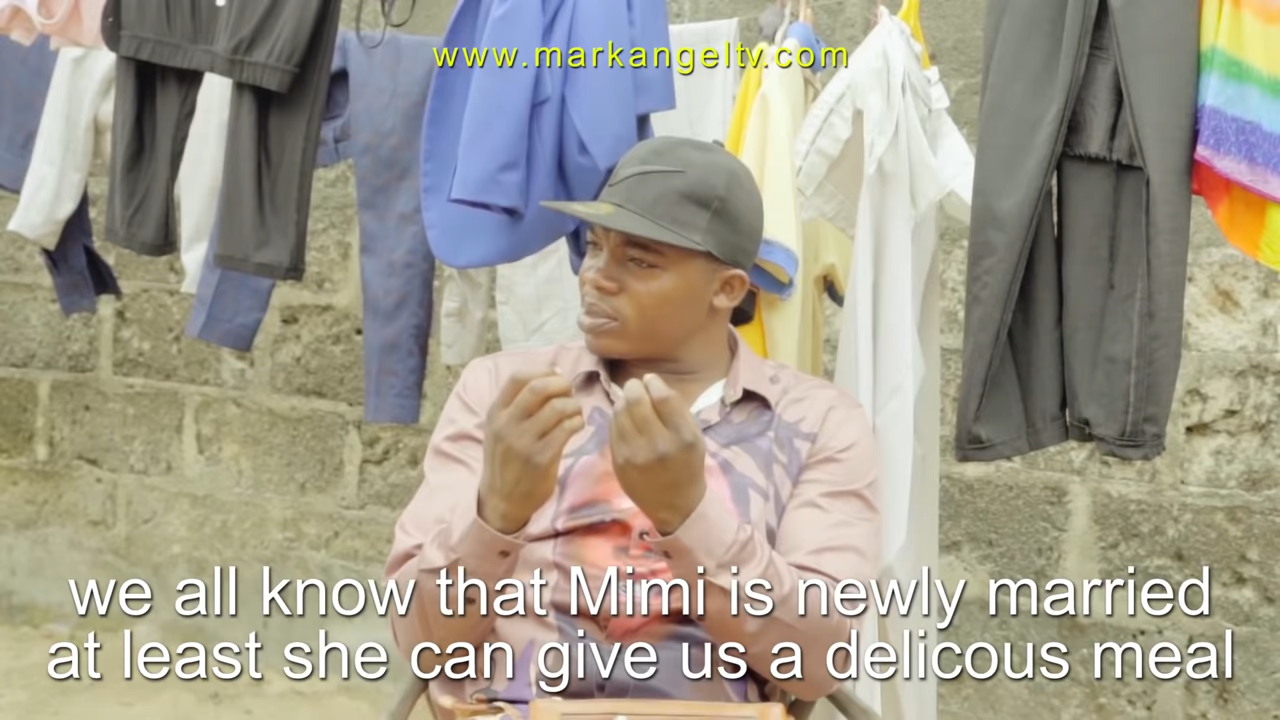 www.markangeltv.com
we all know that Mimi is newly married
at least she can give us a delicous meal